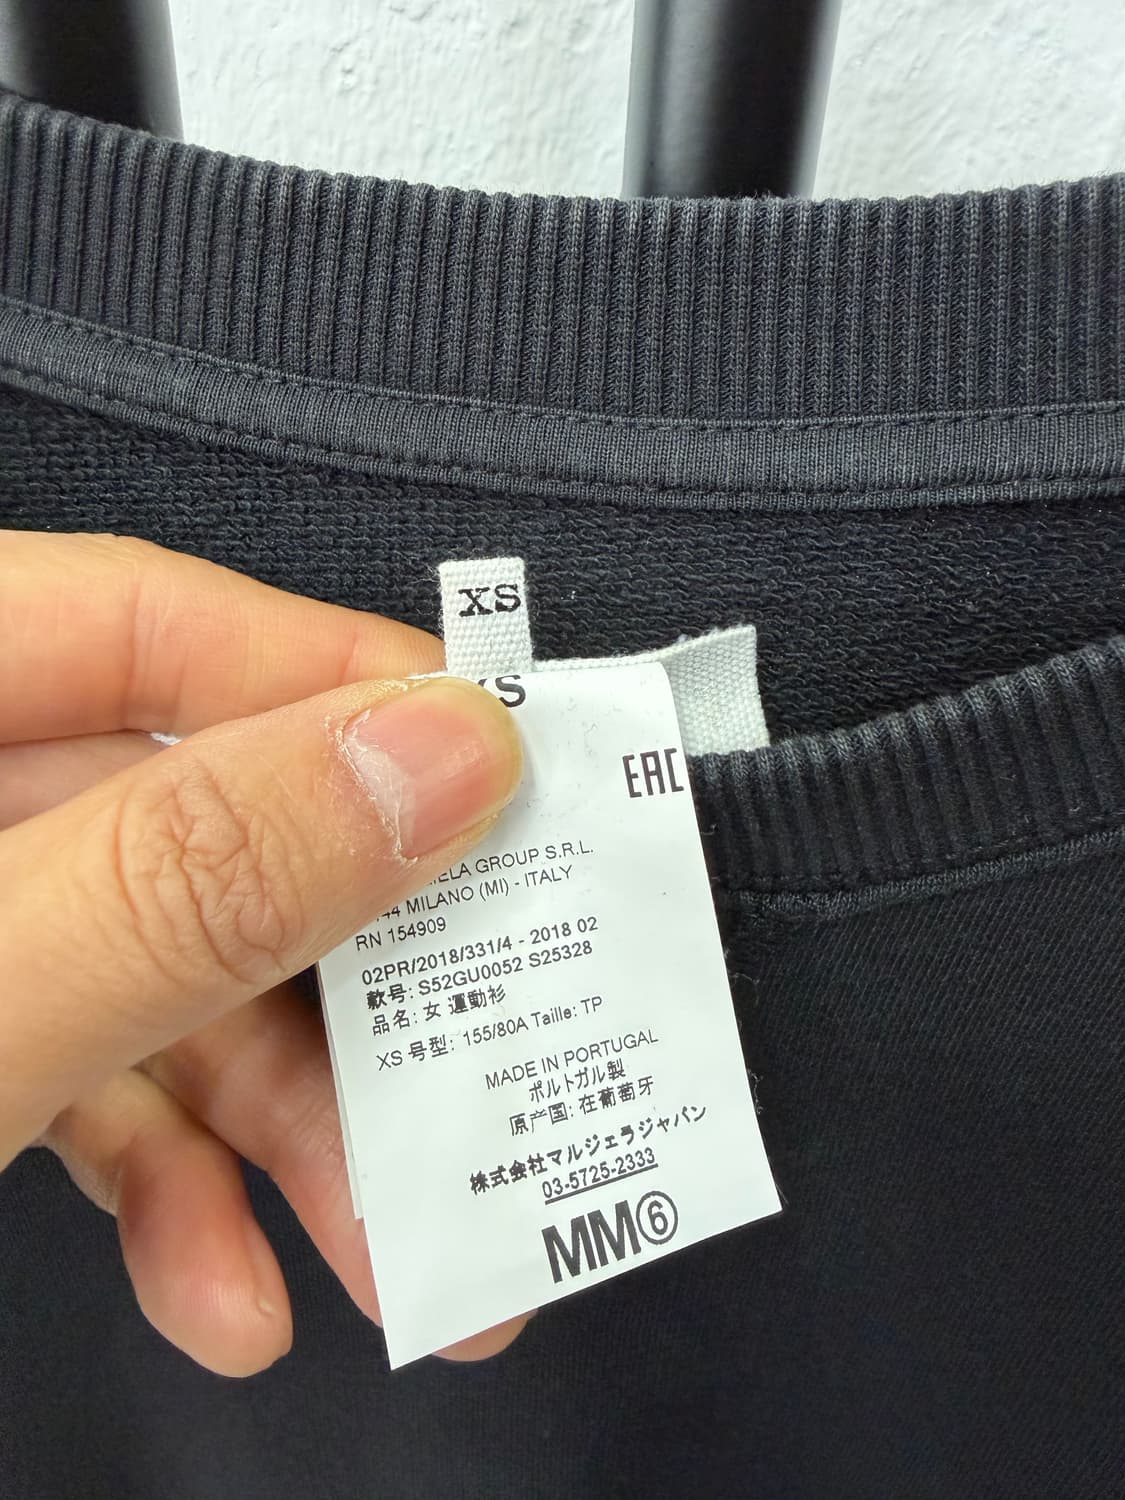 XS
EAC
GROUP S.R.L.
MILANO (MI) - ITALY
RN 154909
02PR/2018/331/4 - 2018 02
款号: S52GU0052 S25328
品名: 女 運動衫
XS 号型: 155/80A Taille: TP
MADE IN PORTUGAL
ポルトガル製
原产国: 在葡萄牙
株式会社マルジェラジャパン
03-5725-2333
MM⑥